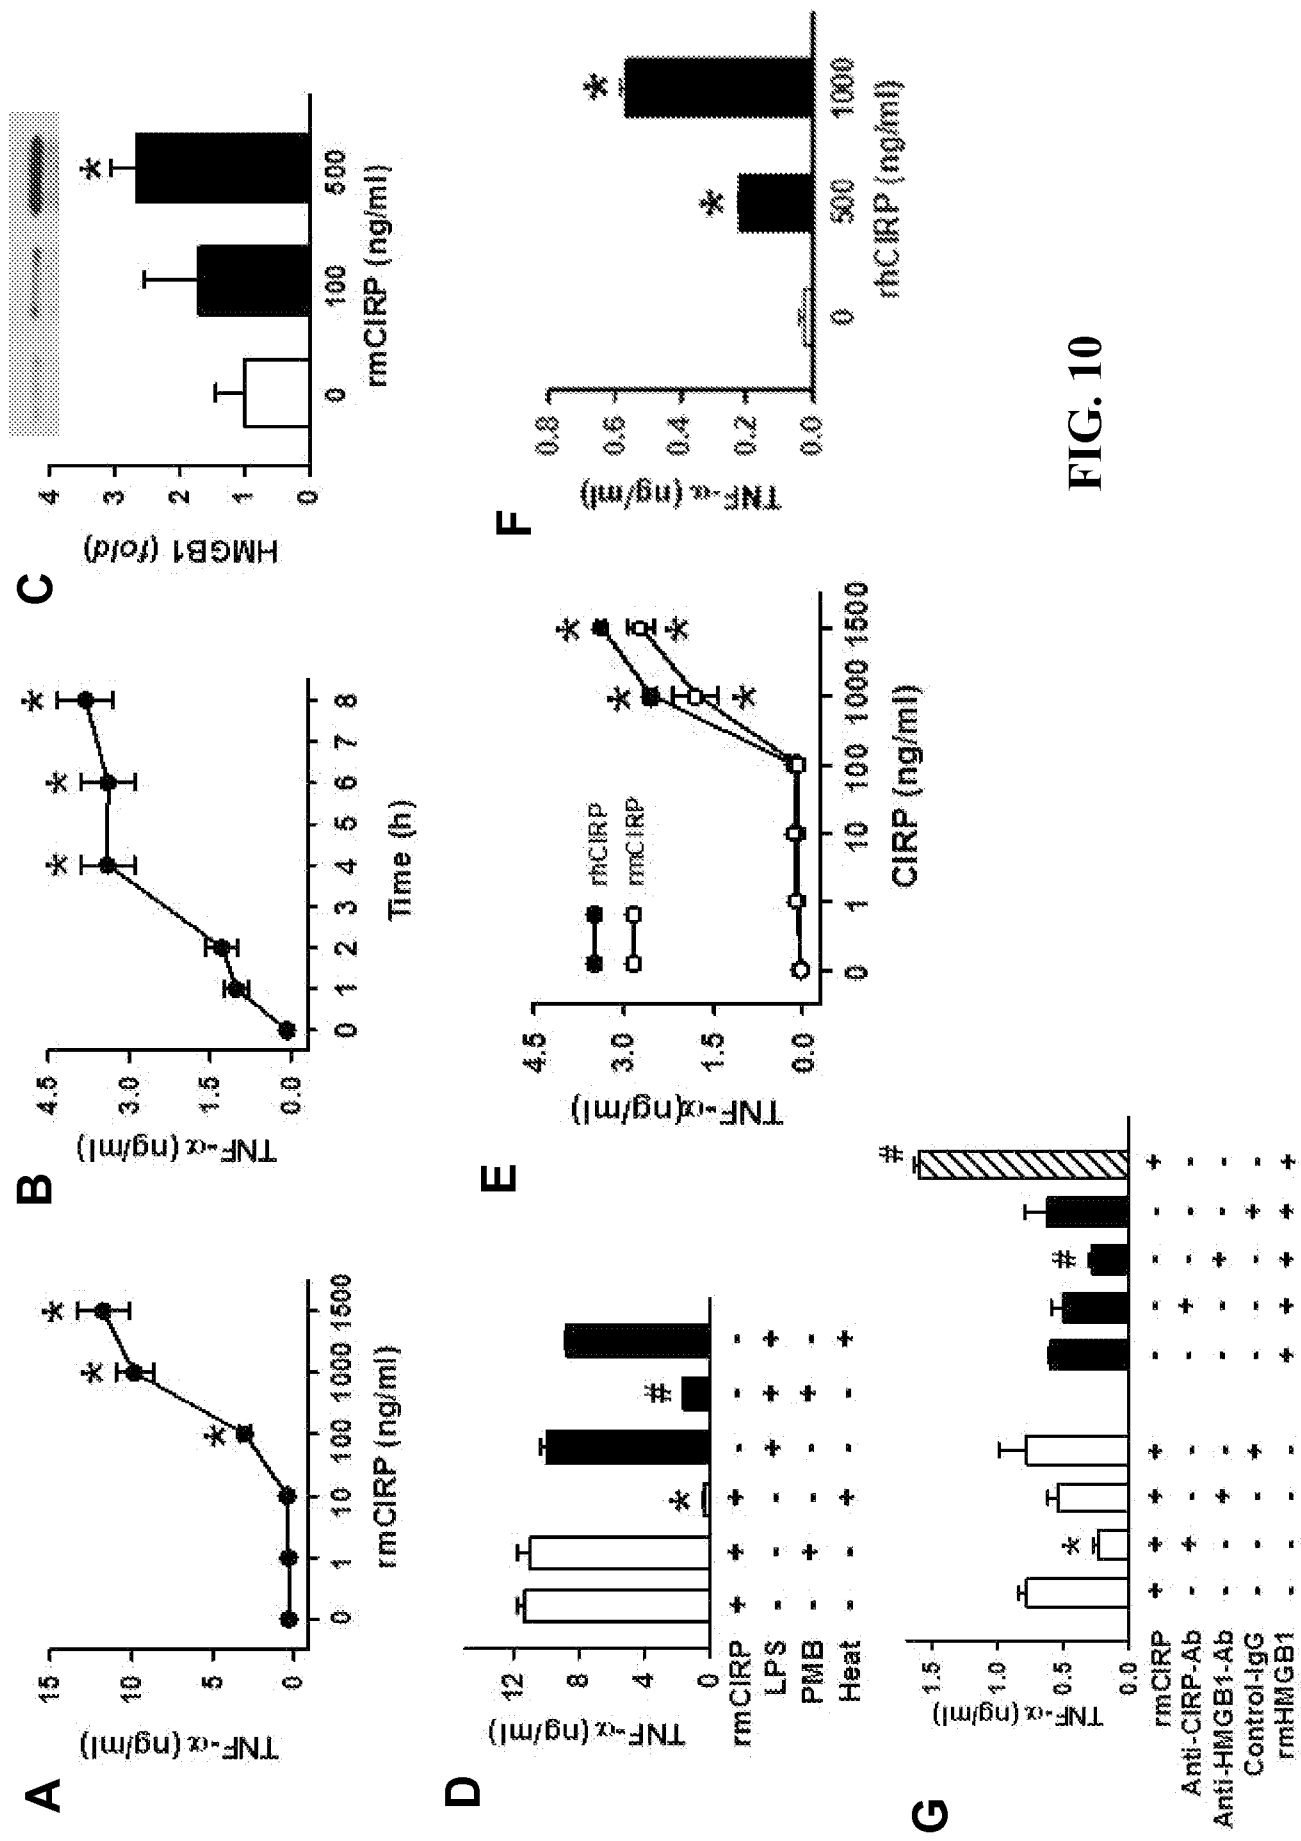 A
TNF-α (ng/ml)
15
10
5
0
*
*
*
0 1 10 100 1000 1500
rmCIRP (ng/ml)
B
TNF-α (ng/ml)
4.5
3.0
1.5
0.0
*
*
*
0 1 2 3 4 5 6 7 8
Time (h)
C
HMGB1 (fold)
4
3
2
1
0
*
0 100 500
rmCIRP (ng/ml)
D
TNF-α (ng/ml)
12
8
4
0
*
#
rmCIRP + + + - - -
LPS - - - + + +
PMB - + - - + -
Heat - - + - - +
E
TNF-α (ng/ml)
4.5
3.0
1.5
0.0
rhCIRP
rmCIRP
*
*
*
*
0 1 10 100 1000 1500
CIRP (ng/ml)
F
TNF-α (ng/ml)
0.8
0.6
0.4
0.2
0.0
*
*
0 500 1000
rhCIRP (ng/ml)
G
TNF-α (ng/ml)
1.5
0.5
0.0
*
#
#
rmCIRP + + + + - - - - +
Anti-CIRP-Ab - + - - - + - - -
Anti-HMGB1-Ab - - + - - - + - -
Control-IgG - - - + - - - + -
rmHMGB1 - - - - + + + + +
FIG. 10